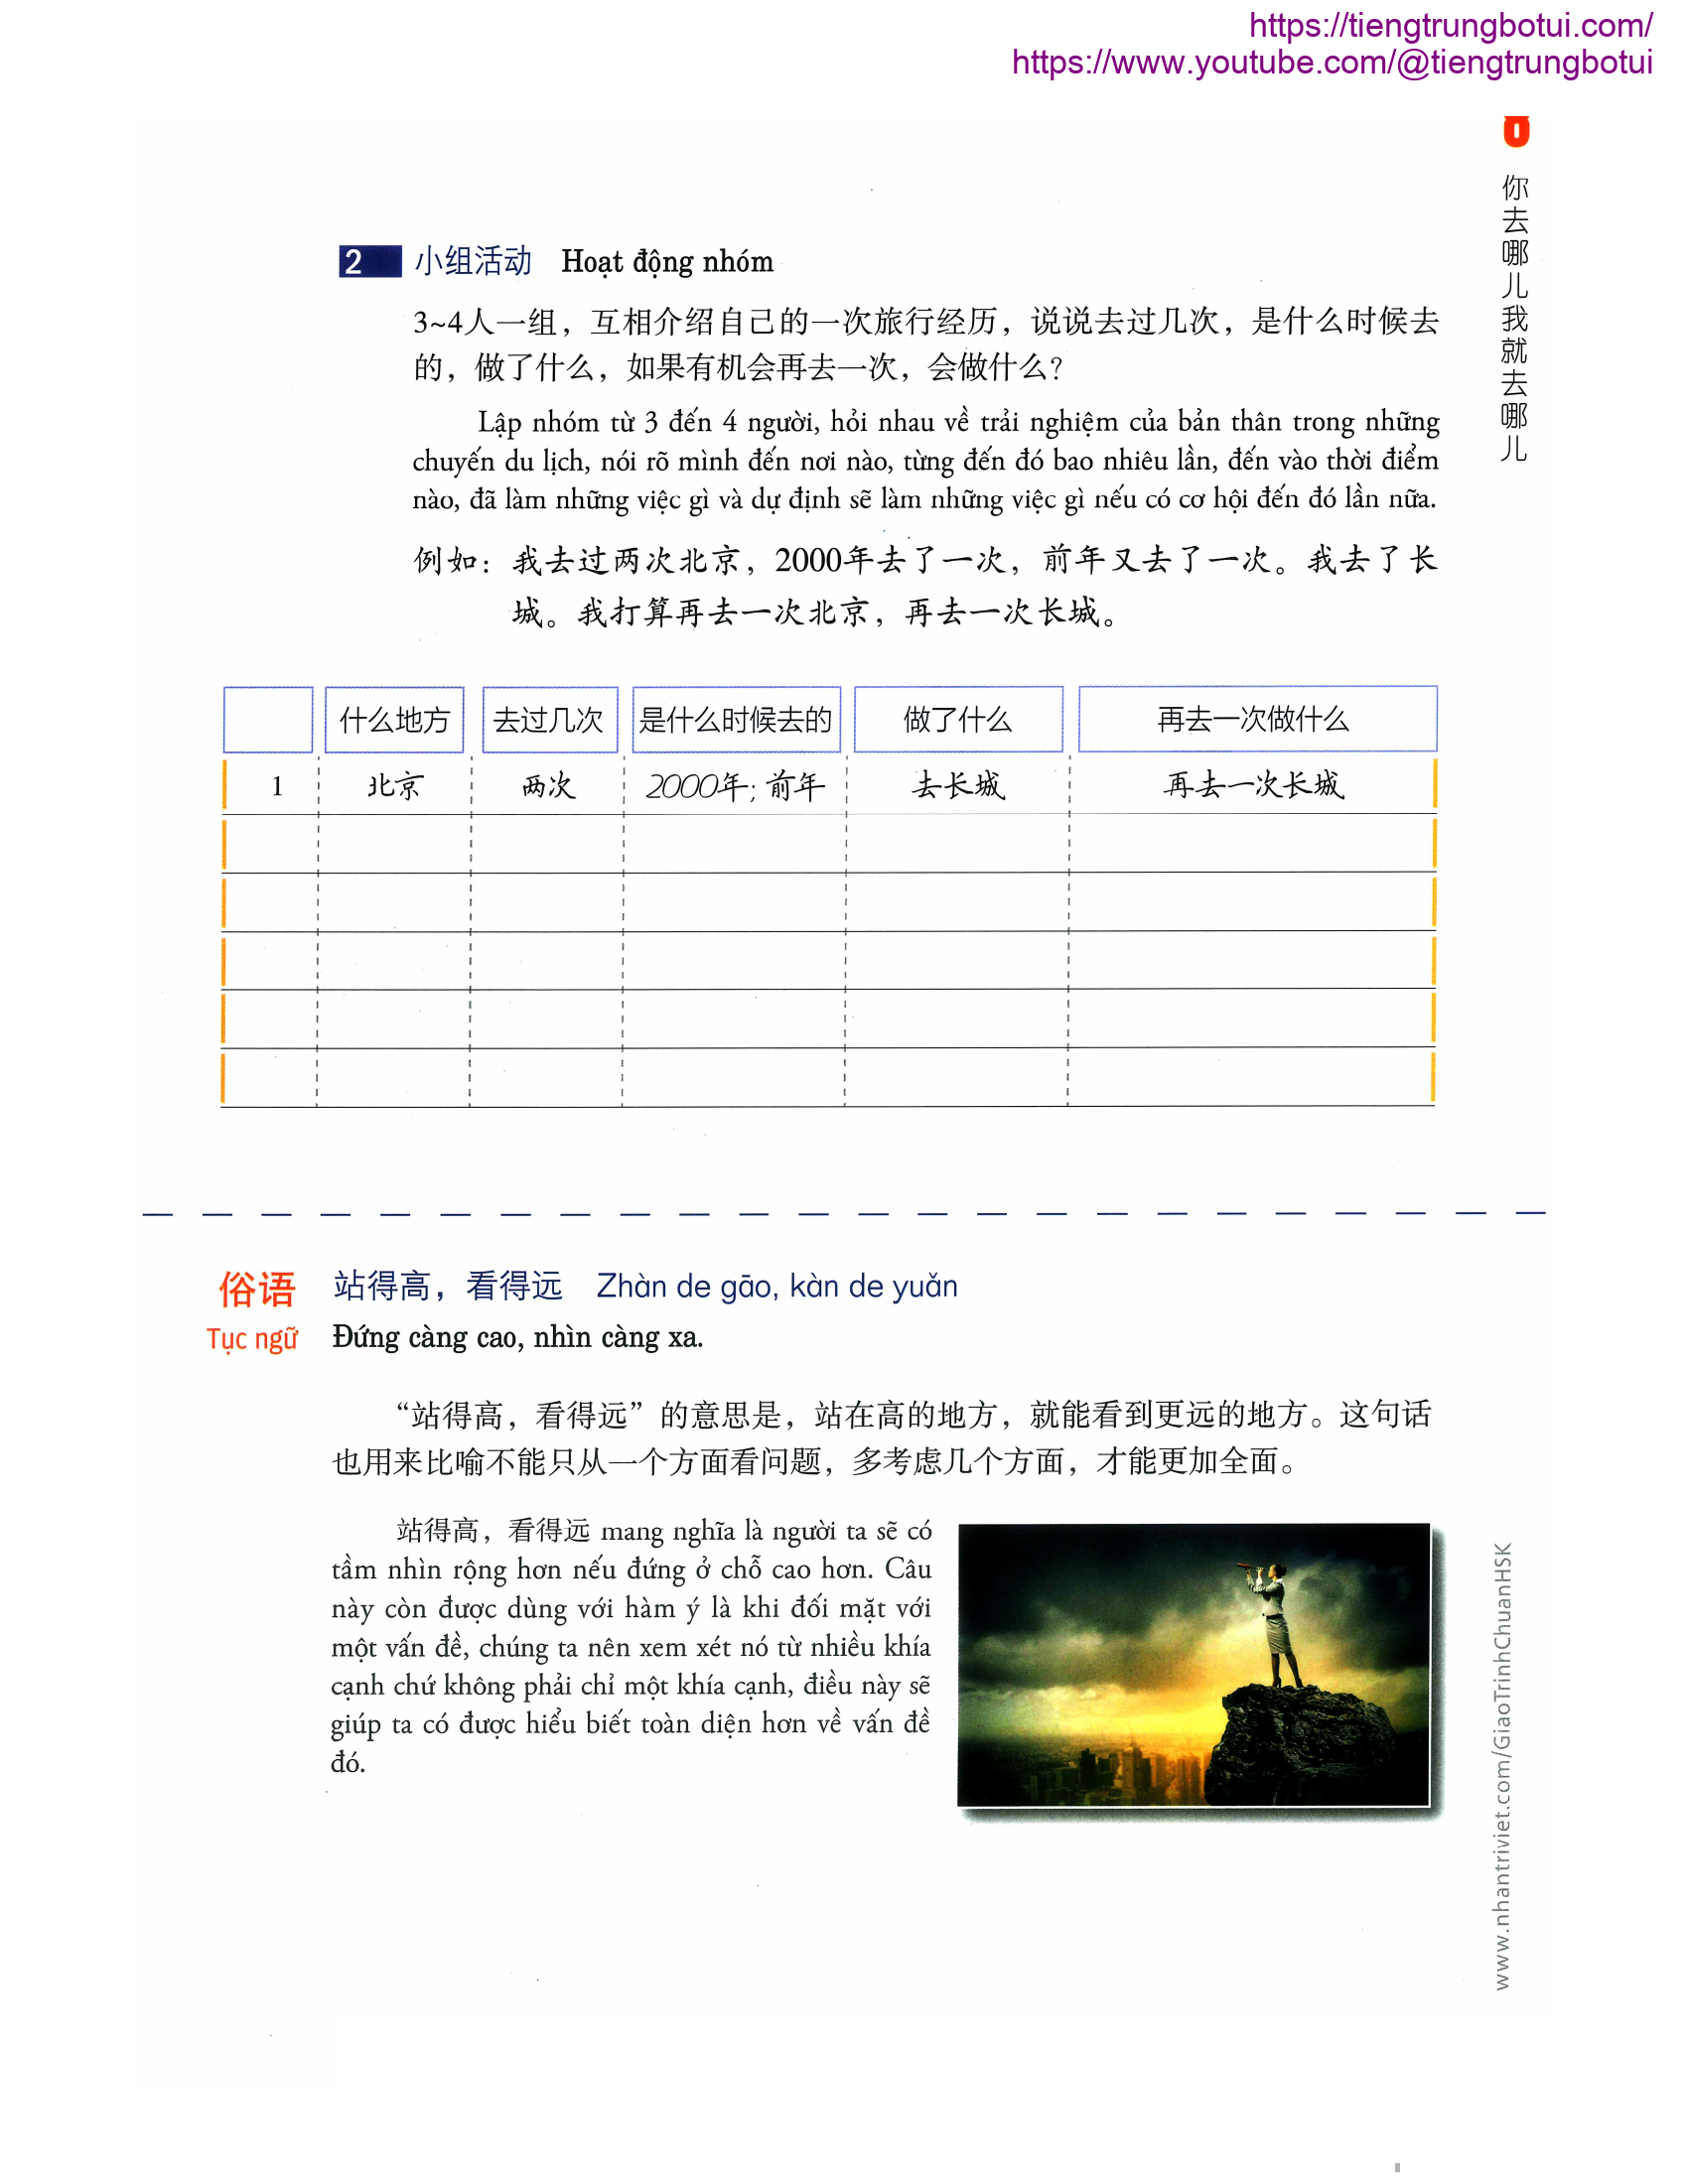 https://tiengtrungbotui.com/
https://www.youtube.com/@tiengtrungbotui
你去哪儿我就去哪儿
2 小组活动 Hoạt động nhóm
3~4人一组，互相介绍自己的一次旅行经历，说说去过几次，是什么时候去
的，做了什么，如果有机会再去一次，会做什么？
Lập nhóm từ 3 đến 4 người, hỏi nhau về trải nghiệm của bản thân trong những
chuyến du lịch, nói rõ mình đến nơi nào, từng đến đó bao nhiêu lần, đến vào thời điểm
nào, đã làm những việc gì và dự định sẽ làm những việc gì nếu có cơ hội đến đó lần nữa.
例如：我去过两次北京，2000年去了一次，前年又去了一次。我去了长
城。我打算再去一次北京，再去一次长城。
什么地方 去过几次 是什么时候去的 做了什么 再去一次做什么
1 北京 两次 2000年；前年 去长城 再去一次长城
俗语 站得高，看得远 Zhàn de gāo, kàn de yuǎn
Tục ngữ Đứng càng cao, nhìn càng xa.
“站得高，看得远”的意思是，站在高的地方，就能看到更远的地方。这句话
也用来比喻不能只从一个方面看问题，多考虑几个方面，才能更加全面。
站得高，看得远 mang nghĩa là người ta sẽ có
tầm nhìn rộng hơn nếu đứng ở chỗ cao hơn. Câu
này còn được dùng với hàm ý là khi đối mặt với
một vấn đề, chúng ta nên xem xét nó từ nhiều khía
cạnh chứ không phải chỉ một khía cạnh, điều này sẽ
giúp ta có được hiểu biết toàn diện hơn về vấn đề
đó.
www.nhantriviet.com/GiaoTrinhChuanHSK